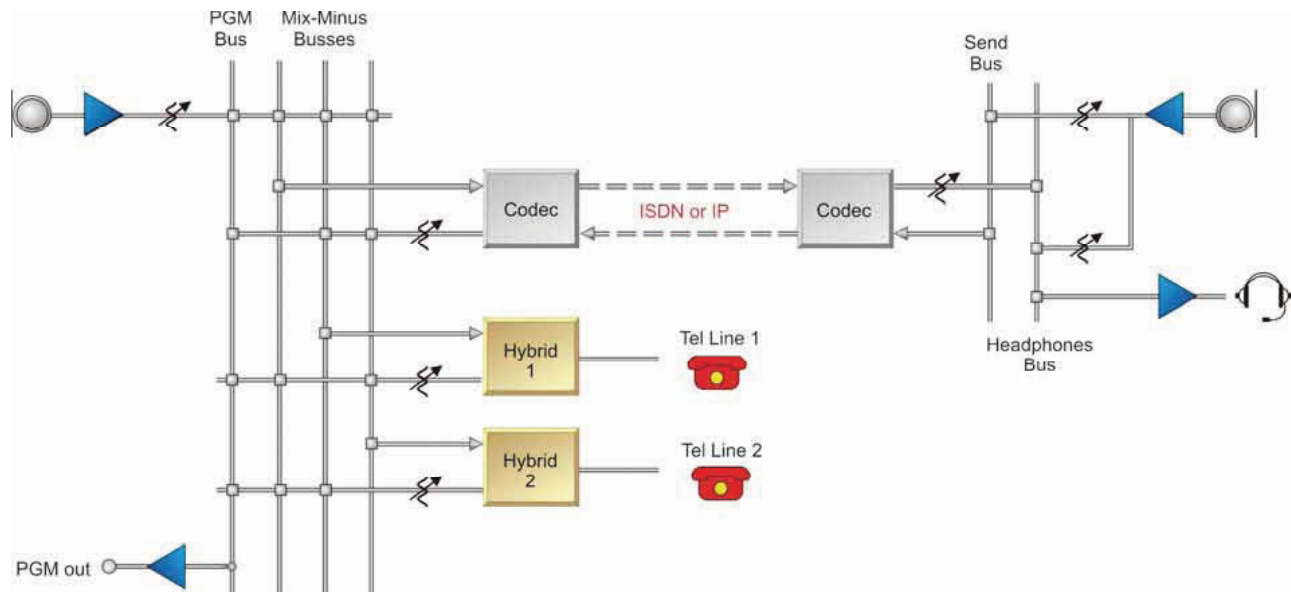 PGM
Bus
Mix-Minus
Busses
Send
Bus
Codec
ISDN or IP
Codec
Hybrid
1
Tel Line 1
Headphones
Bus
Hybrid
2
Tel Line 2
PGM out